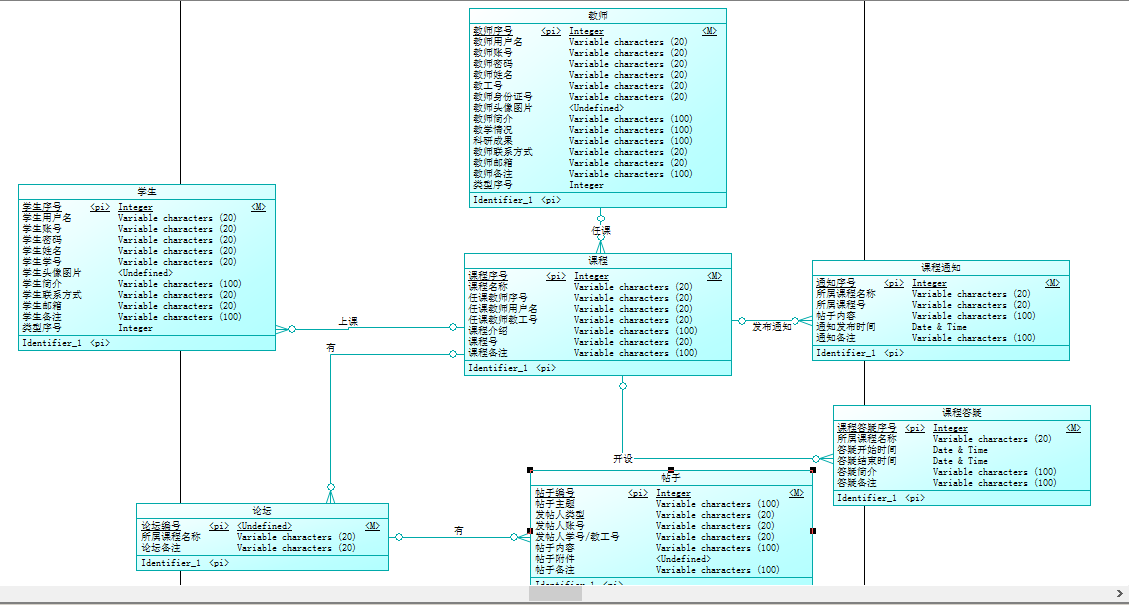 教师
教师序号 <pi> Integer <M>
教师用户名 Variable characters (20)
教师账号 Variable characters (20)
教师密码 Variable characters (20)
教师姓名 Variable characters (20)
教工号 Variable characters (20)
教师身份证号 Variable characters (20)
教师头像图片 <Undefined>
教师简介 Variable characters (100)
教学情况 Variable characters (100)
科研成果 Variable characters (100)
教师联系方式 Variable characters (20)
教师邮箱 Variable characters (20)
教师备注 Variable characters (100)
类型序号 Integer
Identifier_1 <pi>
任课
学生
学生序号 <pi> Integer <M>
学生用户名 Variable characters (20)
学生账号 Variable characters (20)
学生密码 Variable characters (20)
学生姓名 Variable characters (20)
学生学号 Variable characters (20)
学生头像图片 <Undefined>
学生简介 Variable characters (100)
学生联系方式 Variable characters (20)
学生邮箱 Variable characters (20)
学生备注 Variable characters (100)
类型序号 Integer
Identifier_1 <pi>
上课
课程
课程序号 <pi> Integer <M>
课程名称 Variable characters (20)
任课教师序号 Variable characters (20)
任课教师用户名 Variable characters (20)
任课教师教工号 Variable characters (20)
课程介绍 Variable characters (100)
课程号 Variable characters (20)
课程备注 Variable characters (100)
Identifier_1 <pi>
发布通知
课程通知
通知序号 <pi> Integer <M>
所属课程名称 Variable characters (20)
所属课程号 Variable characters (20)
帖子内容 Variable characters (100)
通知发布时间 Date & Time
通知备注 Variable characters (100)
Identifier_1 <pi>
有
开设
课程答疑
课程答疑序号 <pi> Integer <M>
所属课程名称 Variable characters (20)
答疑开始时间 Date & Time
答疑结束时间 Date & Time
答疑简介 Variable characters (100)
答疑备注 Variable characters (100)
Identifier_1 <pi>
论坛
论坛编号 <pi> <Undefined> <M>
所属课程名称 Variable characters (20)
论坛备注 Variable characters (20)
Identifier_1 <pi>
有
帖子
帖子编号 <pi> Integer <M>
帖子主题 Variable characters (100)
发帖人类型 Variable characters (20)
发帖人账号 Variable characters (20)
发帖人学号/教工号 Variable characters (20)
帖子内容 Variable characters (100)
帖子附件 <Undefined>
帖子备注 Variable characters (100)
Identifier_1 <pi>